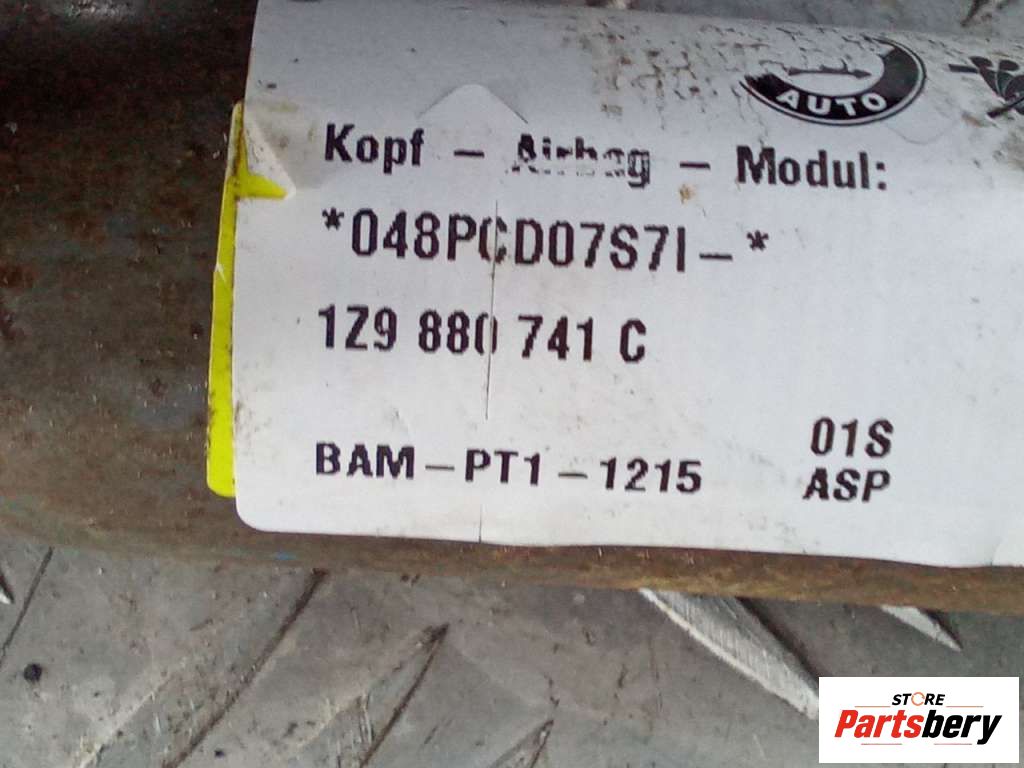 AUTO
Kopf - Airbag - Modul:
*048PCD07S7I-*
1Z9 880 741 C
BAM-PT1-1215
01S
ASP
STORE
Partsbery